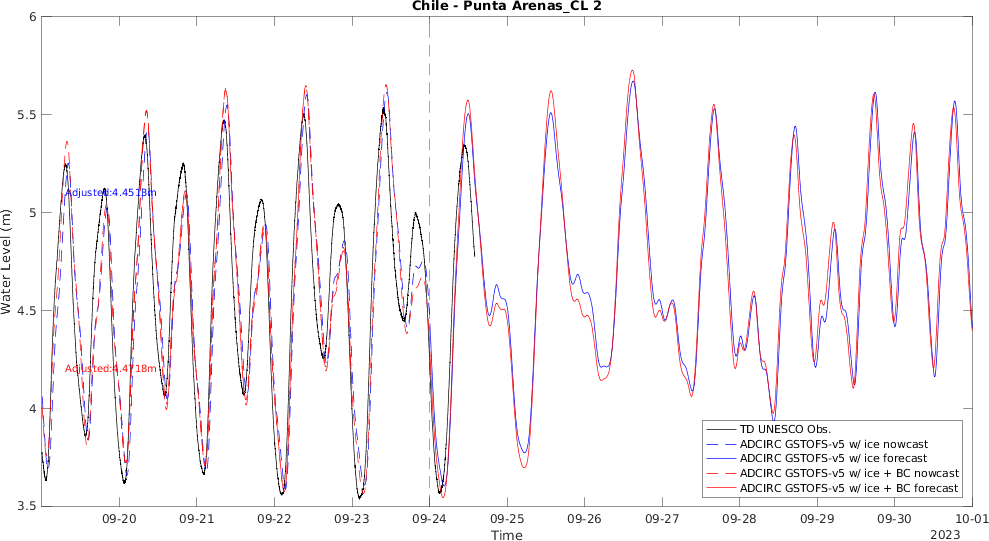 Chile - Punta Arenas_CL 2
6
5.5
5
4.5
4
3.5
Water Level (m)
Adjusted:4.4513m
Adjusted:4.4718m
TD UNESCO Obs.
ADCIRC GSTOFS-v5 w/ ice nowcast
ADCIRC GSTOFS-v5 w/ ice forecast
ADCIRC GSTOFS-v5 w/ ice + BC nowcast
ADCIRC GSTOFS-v5 w/ ice + BC forecast
09-20 09-21 09-22 09-23 09-24 09-25 09-26 09-27 09-28 09-29 09-30 10-01
Time
2023